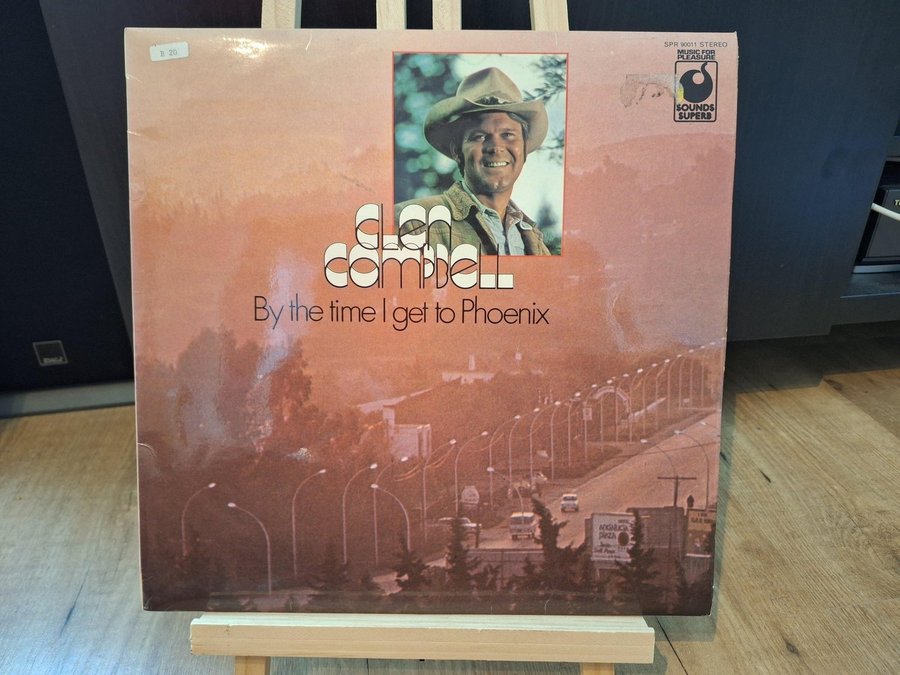 B 20
SPR 90011 STEREO
MUSIC FOR
PLEASURE
SOUNDS
SUPERB
GLEN
CAMPBELL
By the time I get to Phoenix